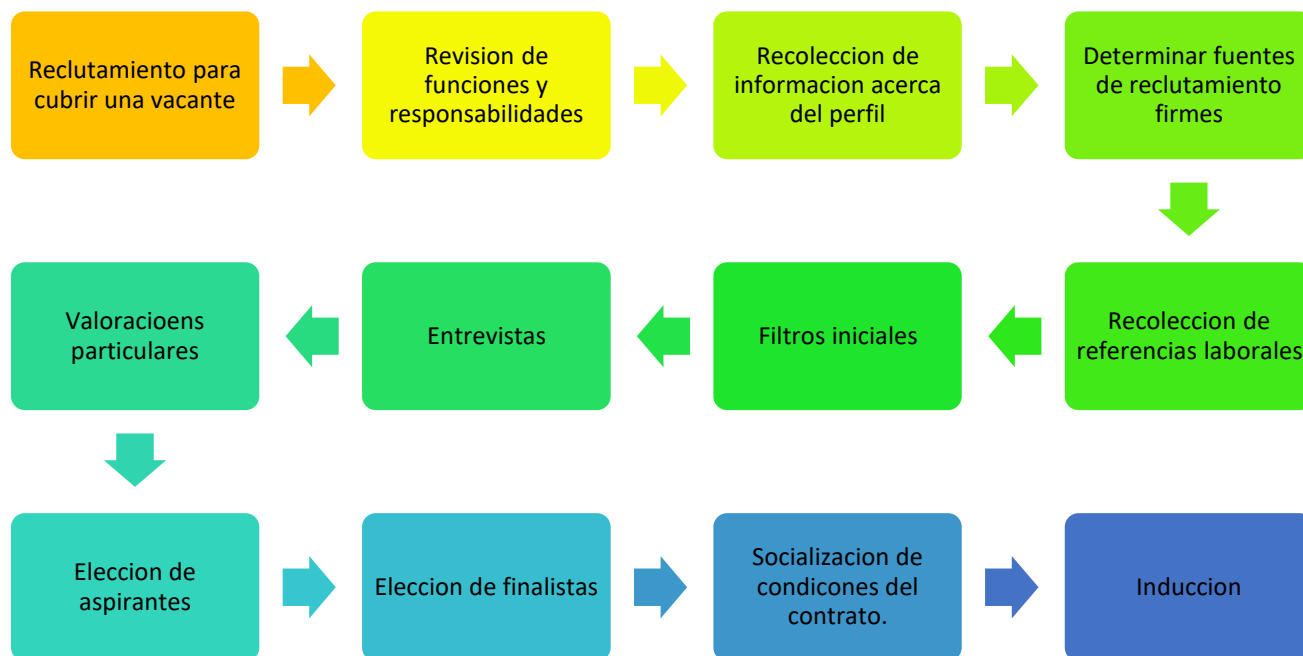 Reclutamiento para
cubrir una vacante
Revision de
funciones y
responsabilidades
Recoleccion de
informacion acerca
del perfil
Determinar fuentes
de reclutamiento
firmes
Recoleccion de
referencias laborales
Filtros iniciales
Entrevistas
Valoracioens
particulares
Eleccion de
aspirantes
Eleccion de finalistas
Socializacion de
condicones del
contrato.
Induccion